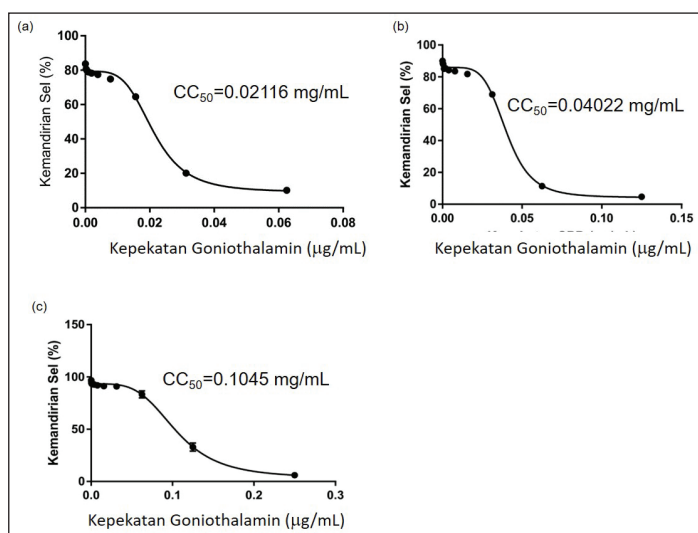 (a)
100
80
60
40
20
0
Kemandirian Sel (%)
CC50=0.02116 mg/mL
0.00 0.02 0.04 0.06 0.08
Kepekatan Goniothalamin (µg/mL)
(b)
100
80
60
40
20
0
Kemandirian Sel (%)
CC50=0.04022 mg/mL
0.00 0.05 0.10 0.15
Kepekatan Goniothalamin (µg/mL)
(c)
150
100
50
0
Kemandirian Sel (%)
CC50=0.1045 mg/mL
0.0 0.1 0.2 0.3
Kepekatan Goniothalamin (µg/mL)